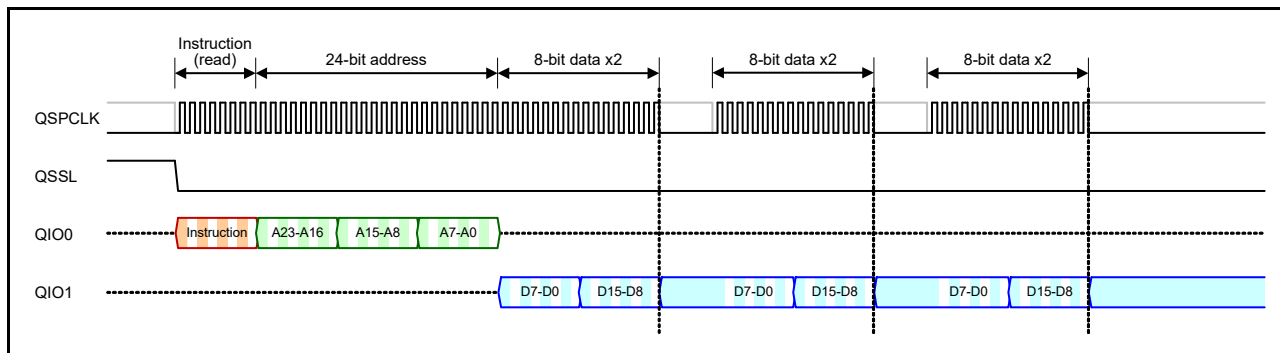 Instruction
(read)
24-bit address
8-bit data x2
8-bit data x2
8-bit data x2
QSPCLK
QSSL
QIO0
Instruction
A23-A16
A15-A8
A7-A0
QIO1
D7-D0
D15-D8
D7-D0
D15-D8
D7-D0
D15-D8